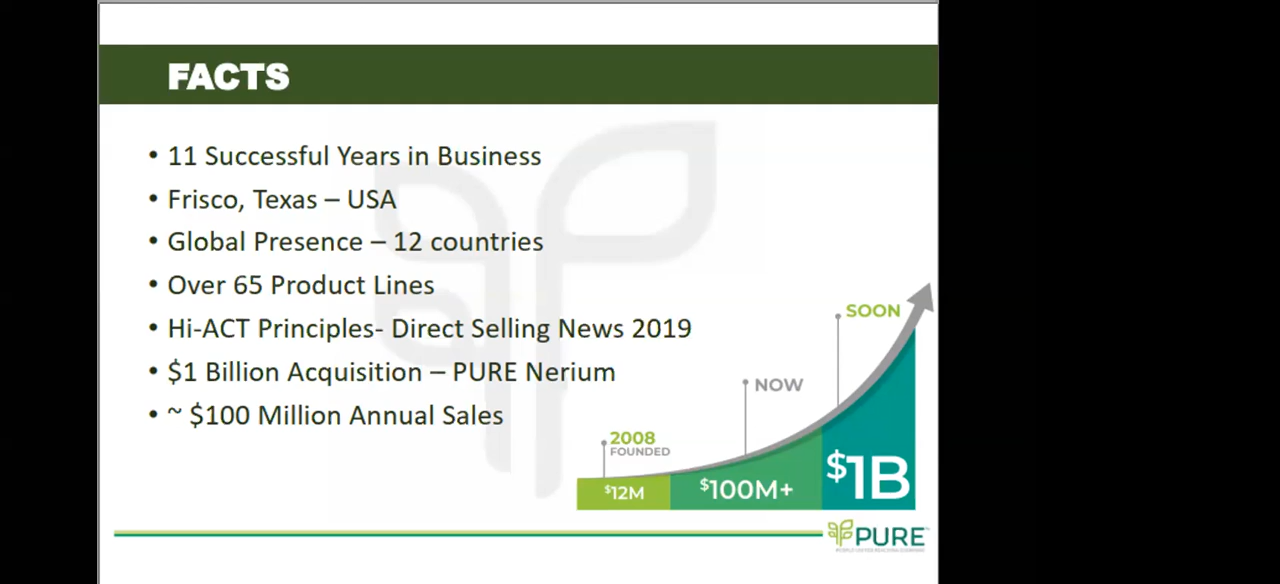 FACTS
• 11 Successful Years in Business
• Frisco, Texas – USA
• Global Presence – 12 countries
• Over 65 Product Lines
• Hi-ACT Principles- Direct Selling News 2019
• $1 Billion Acquisition – PURE Nerium
• ~ $100 Million Annual Sales
SOON
NOW
2008
FOUNDED
$12M
$100M+
$1B
PURE™